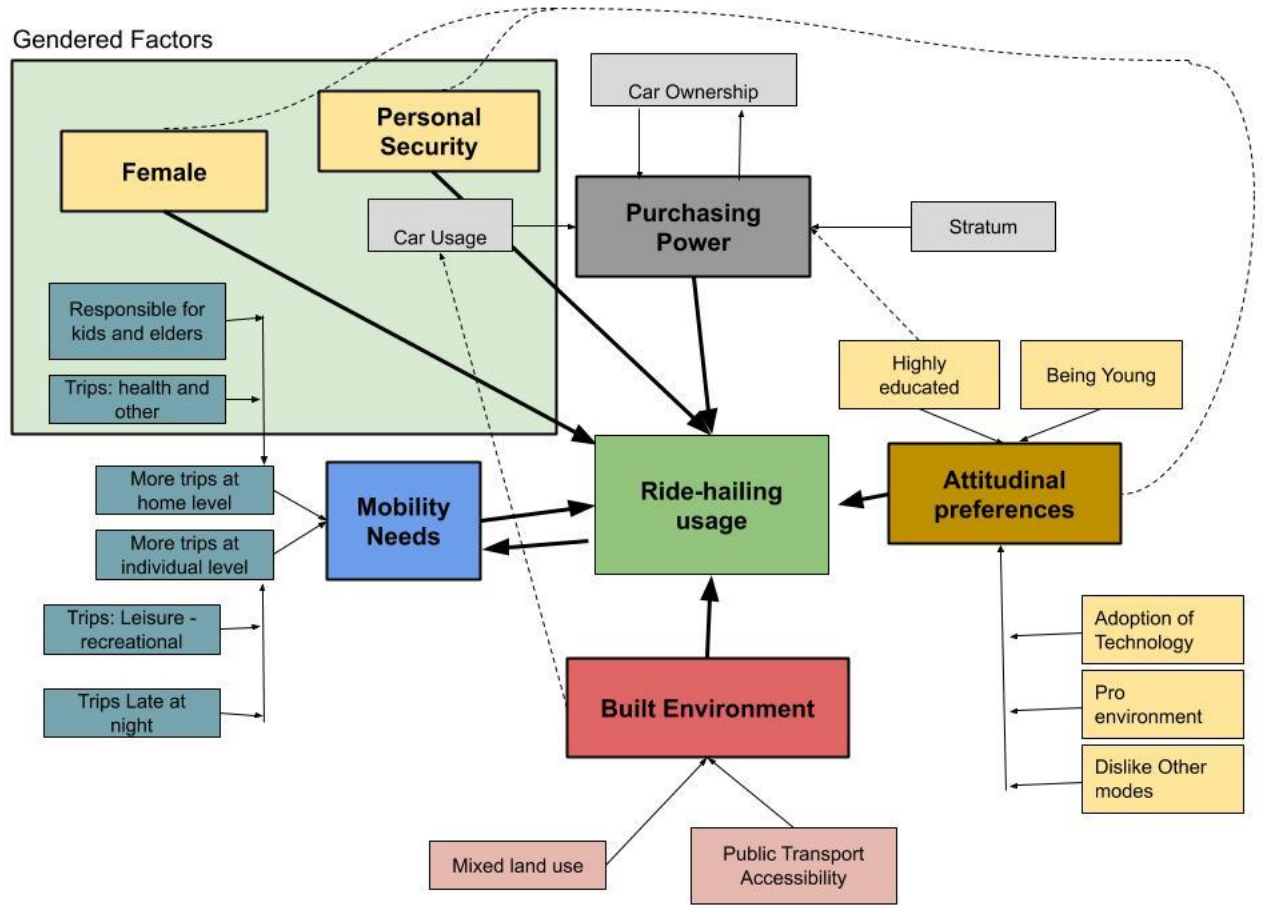 Gendered Factors
Car Ownership
Personal
Security
Female
Purchasing
Power
Car Usage
Stratum
Responsible for
kids and elders
Highly
educated
Being Young
Trips: health and
other
More trips at
home level
Mobility
Needs
Ride-hailing
usage
Attitudinal
preferences
More trips at
individual level
Trips: Leisure -
recreational
Adoption of
Technology
Trips Late at
night
Built Environment
Pro
environment
Dislike Other
modes
Mixed land use
Public Transport
Accessibility